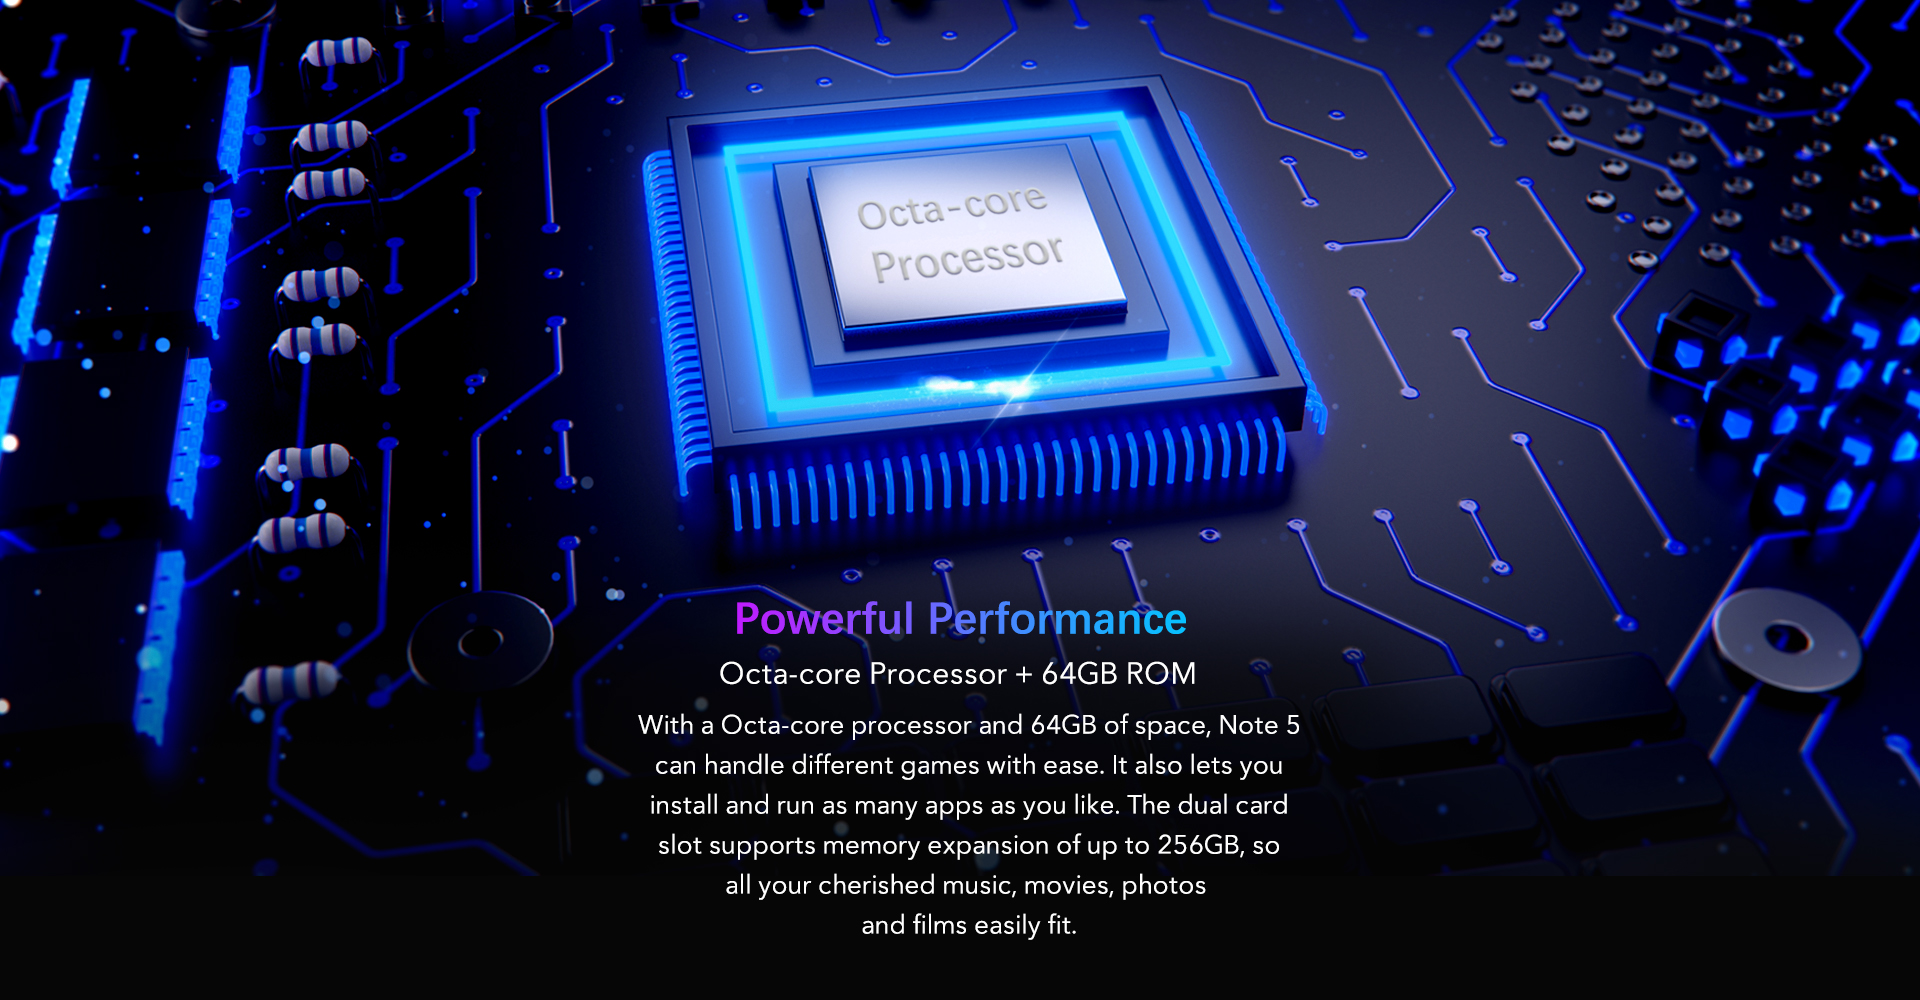 Octa-core
Processor
Powerful Performance
Octa-core Processor + 64GB ROM
With a Octa-core processor and 64GB of space, Note 5
can handle different games with ease. It also lets you
install and run as many apps as you like. The dual card
slot supports memory expansion of up to 256GB, so
all your cherished music, movies, photos
and films easily fit.